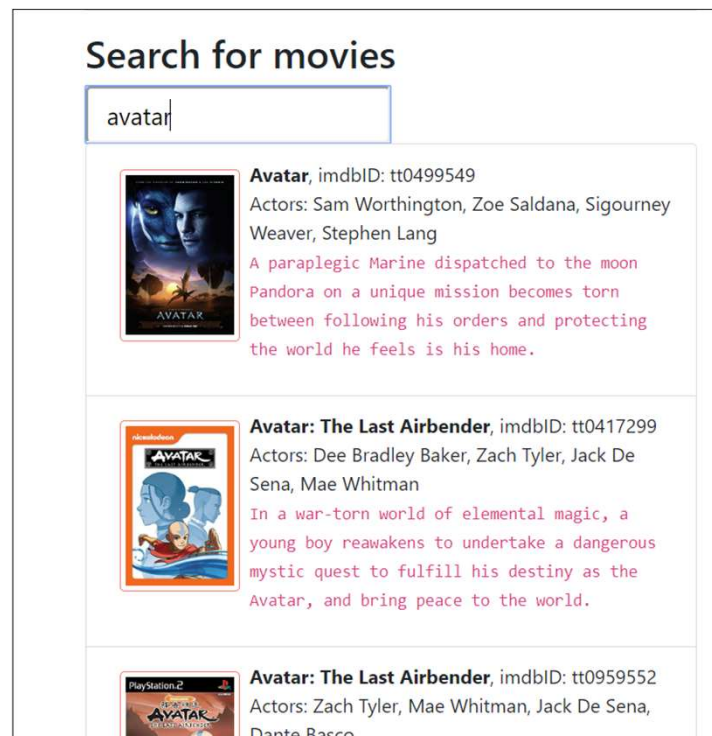 Search for movies
avatar
Avatar, imdbID: tt0499549
Actors: Sam Worthington, Zoe Saldana, Sigourney
Weaver, Stephen Lang
A paraplegic Marine dispatched to the moon
Pandora on a unique mission becomes torn
between following his orders and protecting
the world he feels is his home.
AVATAR
Avatar: The Last Airbender, imdbID: tt0417299
Actors: Dee Bradley Baker, Zach Tyler, Jack De
Sena, Mae Whitman
In a war-torn world of elemental magic, a
young boy reawakens to undertake a dangerous
mystic quest to fulfill his destiny as the
Avatar, and bring peace to the world.
nickelodeon
AVATAR
THE LAST AIRBENDER
Avatar: The Last Airbender, imdbID: tt0959552
Actors: Zach Tyler, Mae Whitman, Jack De Sena,
Dante Basco
PlayStation 2
AVATAR